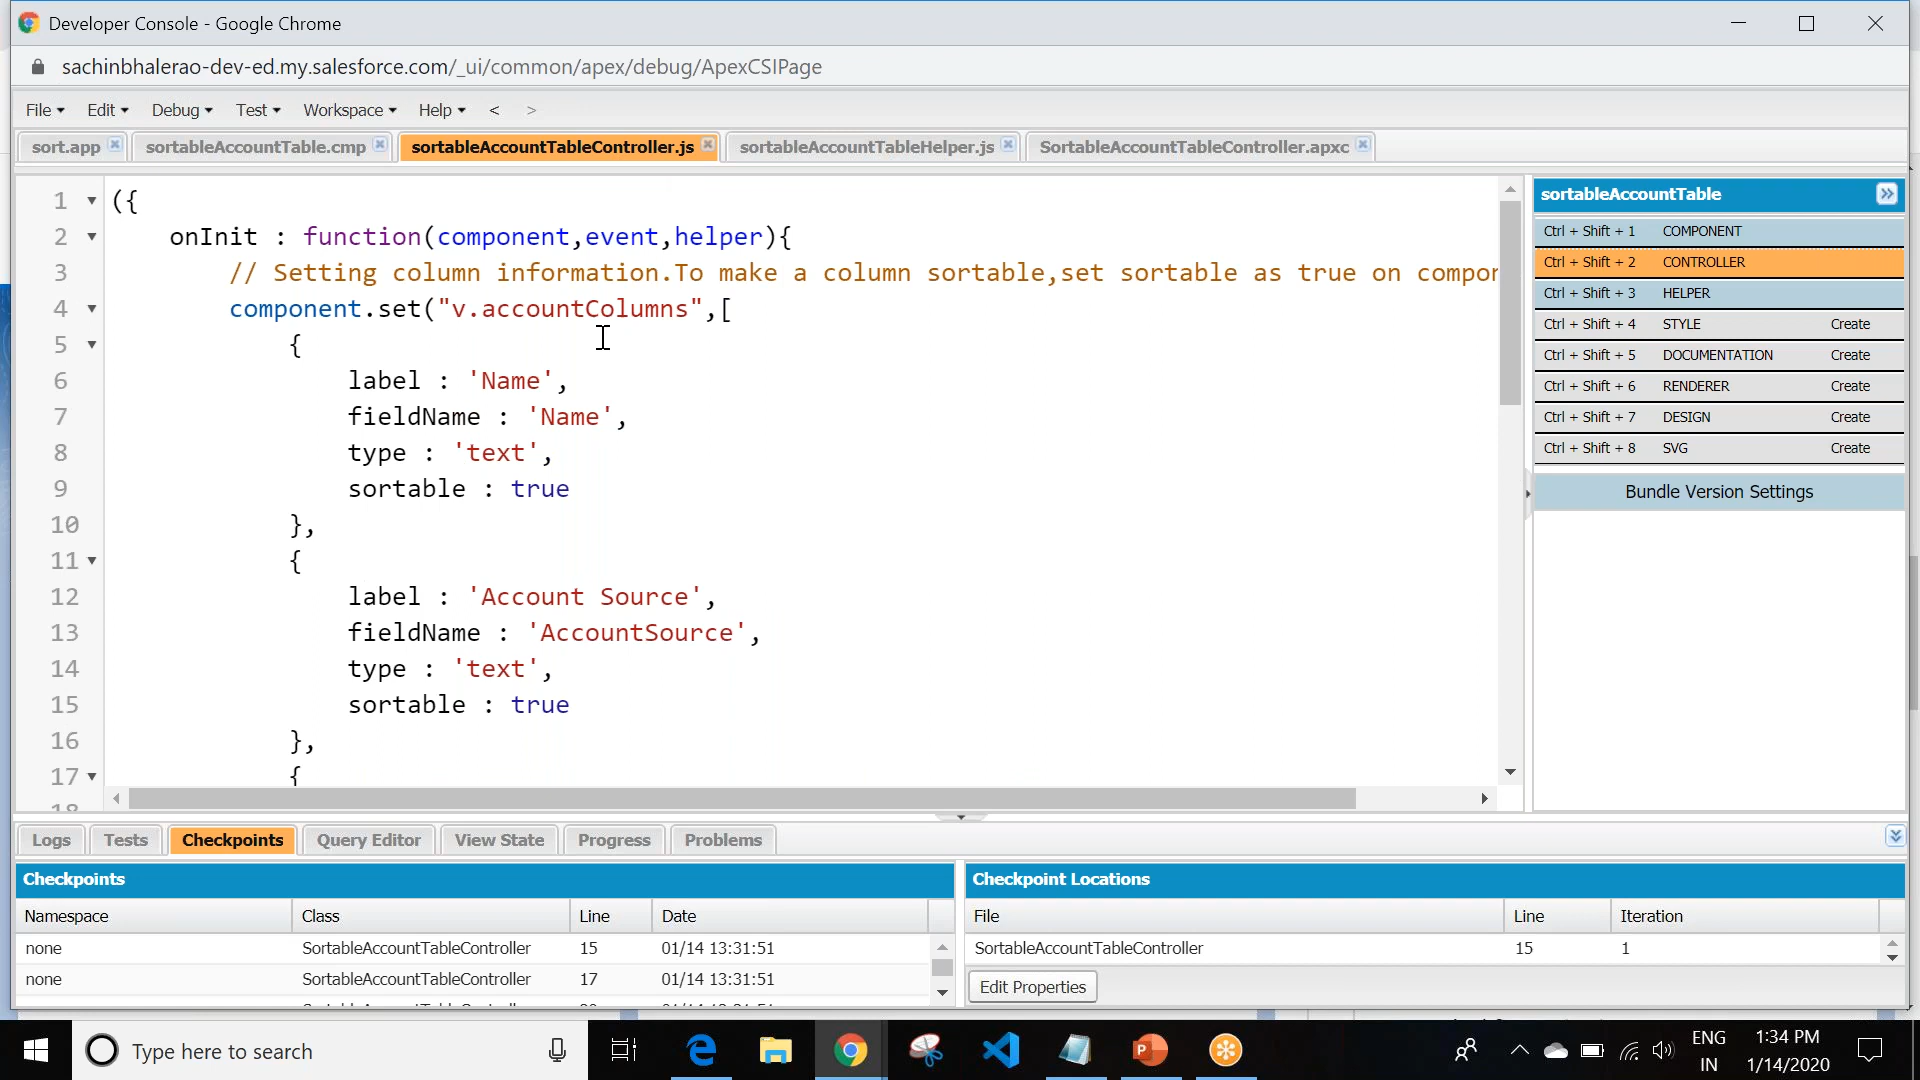 Developer Console - Google Chrome
sachinbhalerao-dev-ed.my.salesforce.com/_ui/common/apex/debug/ApexCSIPage
File Edit Debug Test Workspace Help < >
sort.app sortableAccountTable.cmp sortableAccountTableController.js sortableAccountTableHelper.js SortableAccountTableController.apxc
1 ({
2 onInit : function(component,event,helper){
3 // Setting column information.To make a column sortable,set sortable as true on compon
4 component.set("v.accountColumns",[
5 {
6 label : 'Name',
7 fieldName : 'Name',
8 type : 'text',
9 sortable : true
10 },
11 {
12 label : 'Account Source',
13 fieldName : 'AccountSource',
14 type : 'text',
15 sortable : true
16 },
17 {
18
sortableAccountTable
Ctrl + Shift + 1 COMPONENT
Ctrl + Shift + 2 CONTROLLER
Ctrl + Shift + 3 HELPER
Ctrl + Shift + 4 STYLE Create
Ctrl + Shift + 5 DOCUMENTATION Create
Ctrl + Shift + 6 RENDERER Create
Ctrl + Shift + 7 DESIGN Create
Ctrl + Shift + 8 SVG Create
Bundle Version Settings
Logs Tests Checkpoints Query Editor View State Progress Problems
Checkpoints
Namespace Class Line Date
none SortableAccountTableController 15 01/14 13:31:51
none SortableAccountTableController 17 01/14 13:31:51
Checkpoint Locations
File Line Iteration
SortableAccountTableController 15 1
Edit Properties
Type here to search
ENG
IN
1:34 PM
1/14/2020